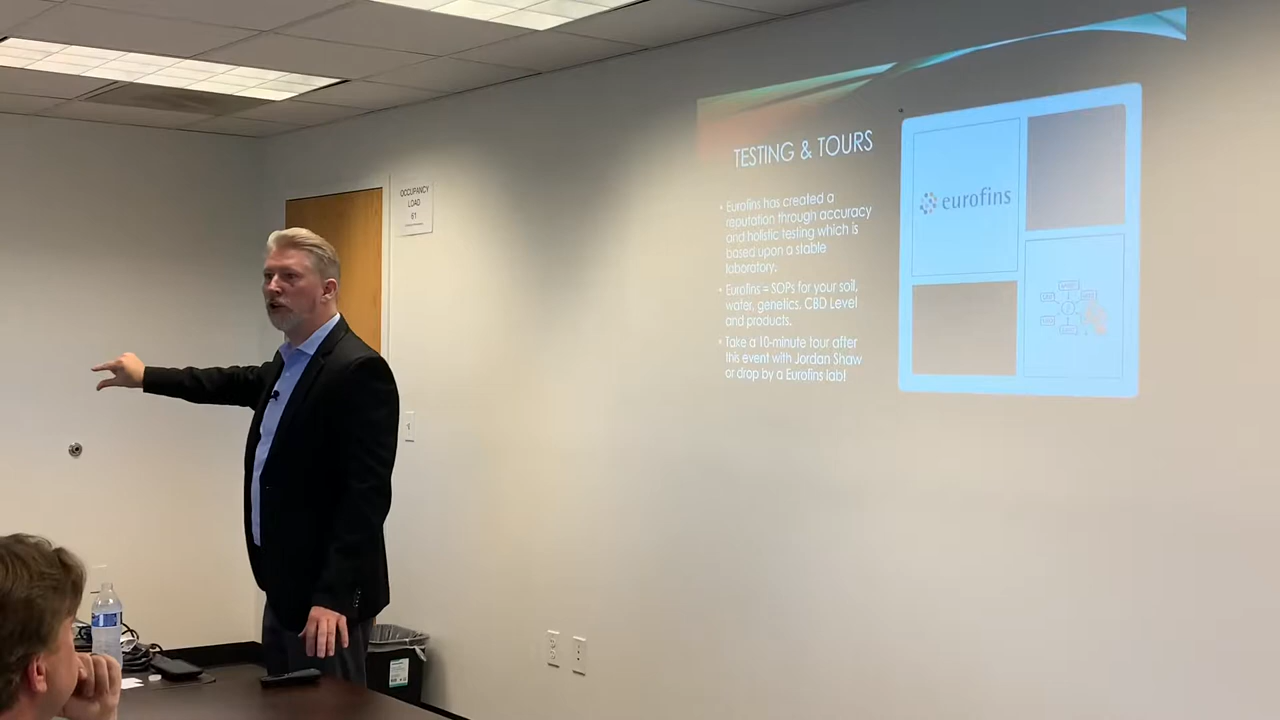 OCCUPANCY
LOAD
61
TESTING & TOURS
• Eurofins has created a
reputation through accuracy
and holistic testing which is
based upon a stable
laboratory.
• Eurofins = SOPs for your soil,
water, genetics, CBD Level
and products.
• Take a 10-minute tour after
this event with Jordan Shaw
or drop by a Eurofins lab!
eurofins